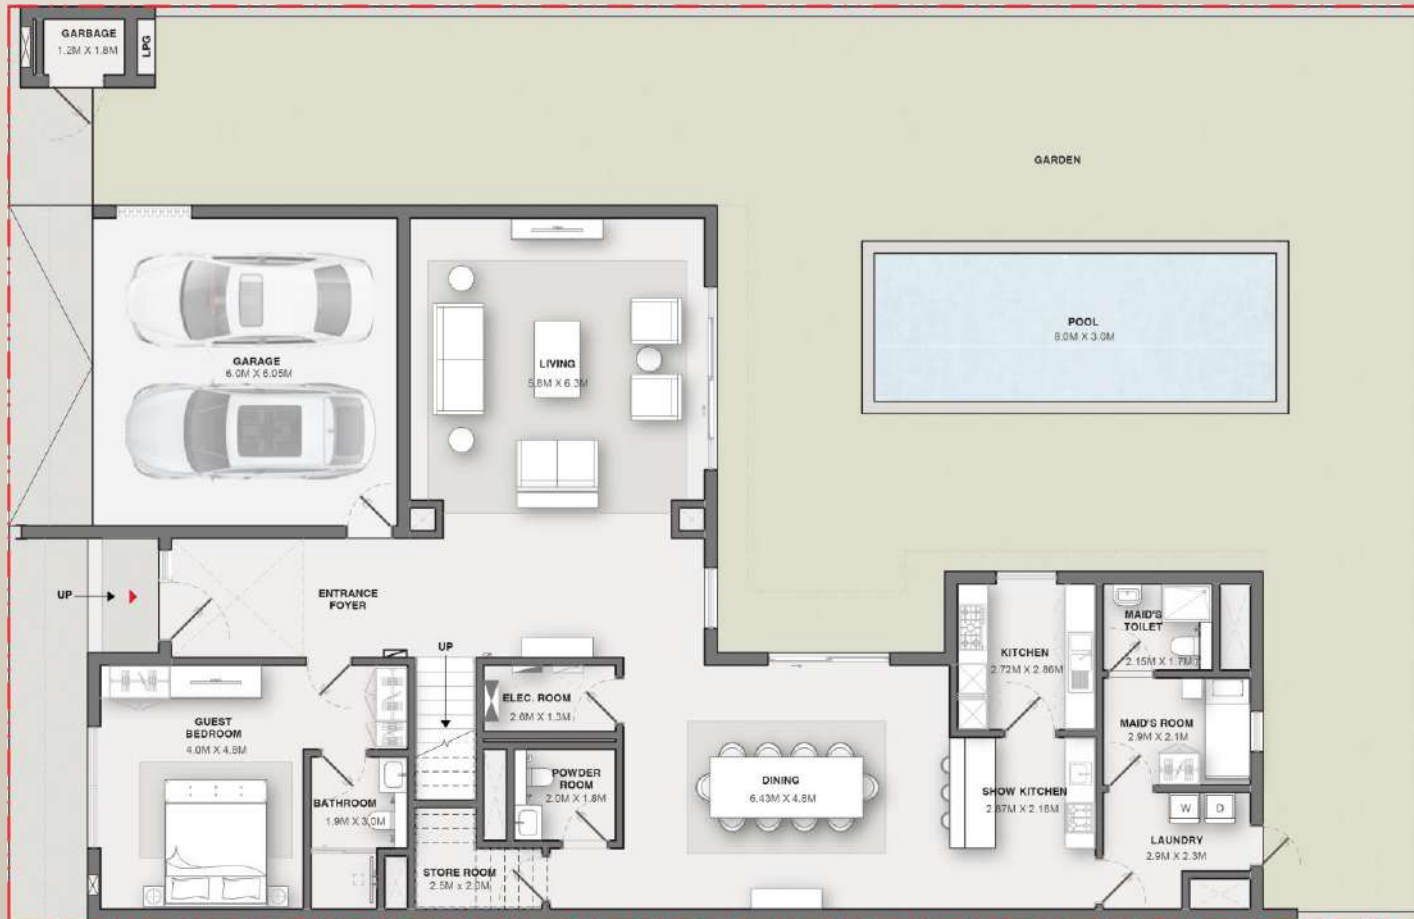 GARBAGE
1.2M X 1.8M
LPG
GARDEN
POOL
8.0M X 3.0M
GARAGE
6.0M X 6.05M
LIVING
5.8M X 6.3M
UP
ENTRANCE
FOYER
UP
KITCHEN
2.72M X 2.86M
MAID'S
TOILET
2.15M X 1.7M
ELEC. ROOM
2.6M X 1.3M
GUEST
BEDROOM
4.0M X 4.8M
MAID'S ROOM
2.9M X 2.1M
POWDER
ROOM
2.0M X 1.8M
DINING
6.43M X 4.8M
SHOW KITCHEN
2.87M X 2.18M
BATHROOM
1.9M X 3.0M
W
D
LAUNDRY
2.9M X 2.3M
STORE ROOM
2.5M x 2.0M